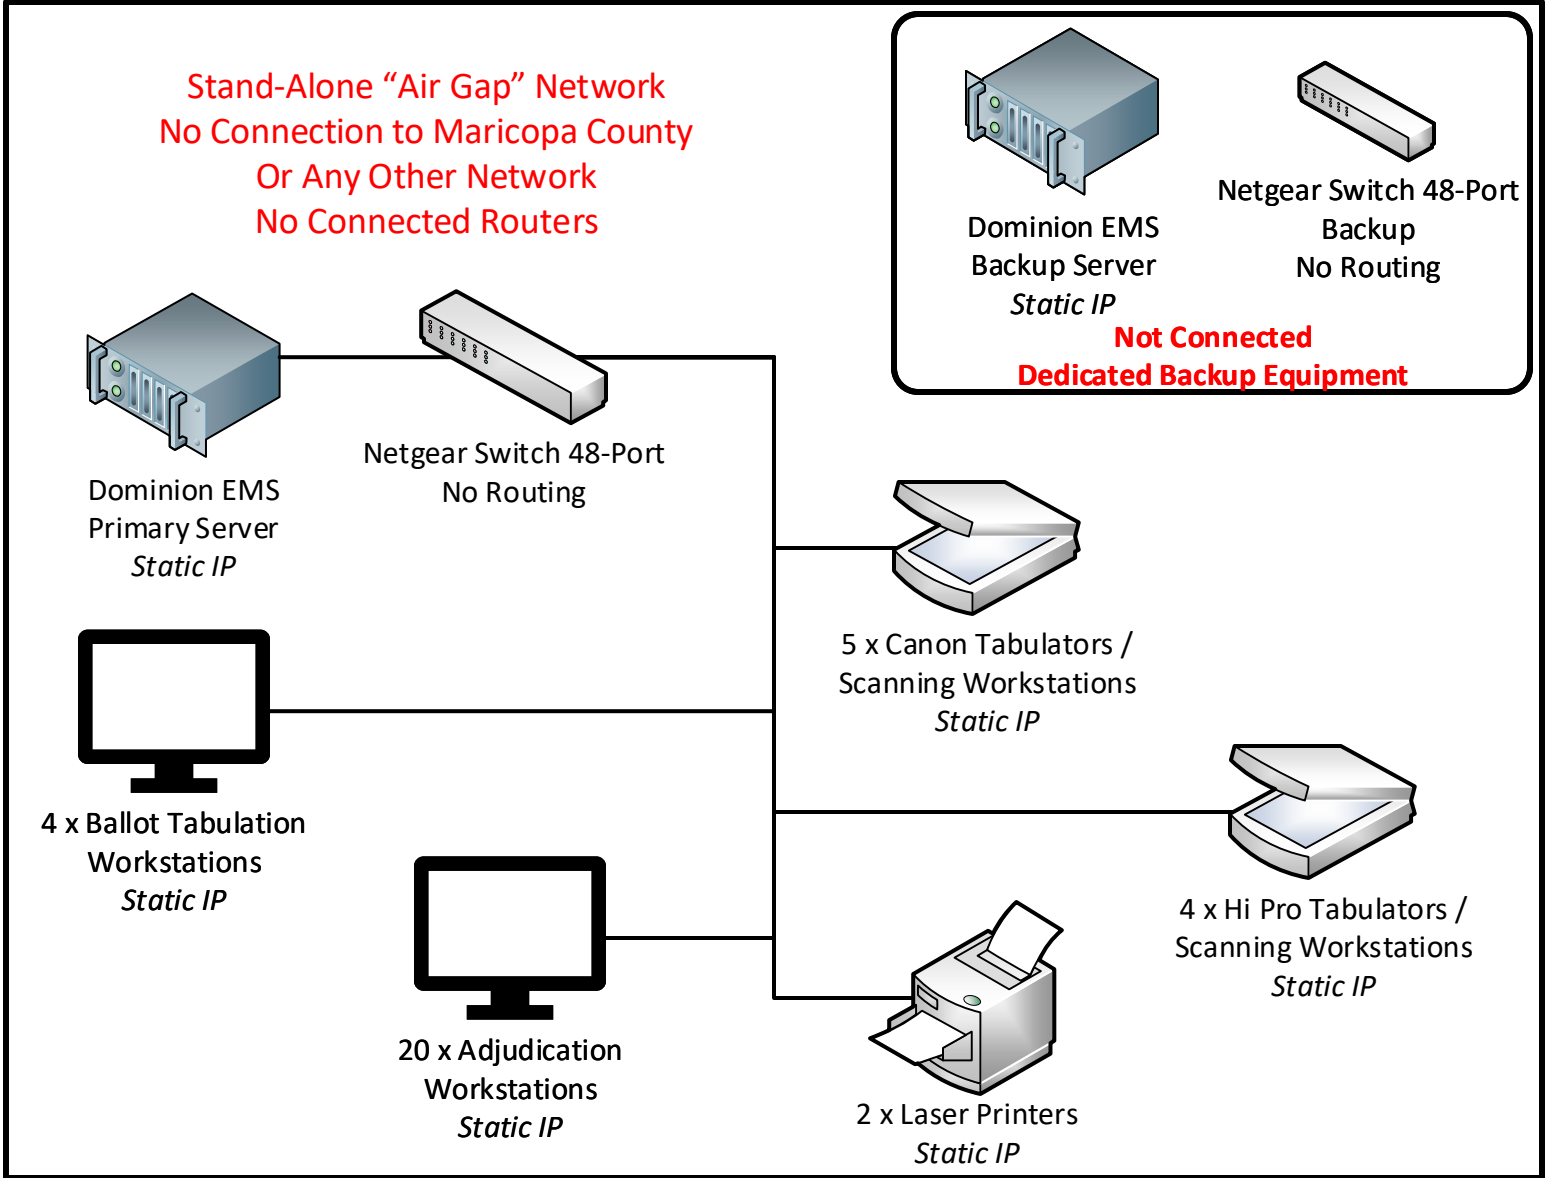 Stand-Alone “Air Gap” Network
No Connection to Maricopa County
Or Any Other Network
No Connected Routers
Dominion EMS
Backup Server
Static IP
Netgear Switch 48-Port
Backup
No Routing
Not Connected
Dedicated Backup Equipment
Dominion EMS
Primary Server
Static IP
Netgear Switch 48-Port
No Routing
5 x Canon Tabulators /
Scanning Workstations
Static IP
4 x Ballot Tabulation
Workstations
Static IP
4 x Hi Pro Tabulators /
Scanning Workstations
Static IP
20 x Adjudication
Workstations
Static IP
2 x Laser Printers
Static IP